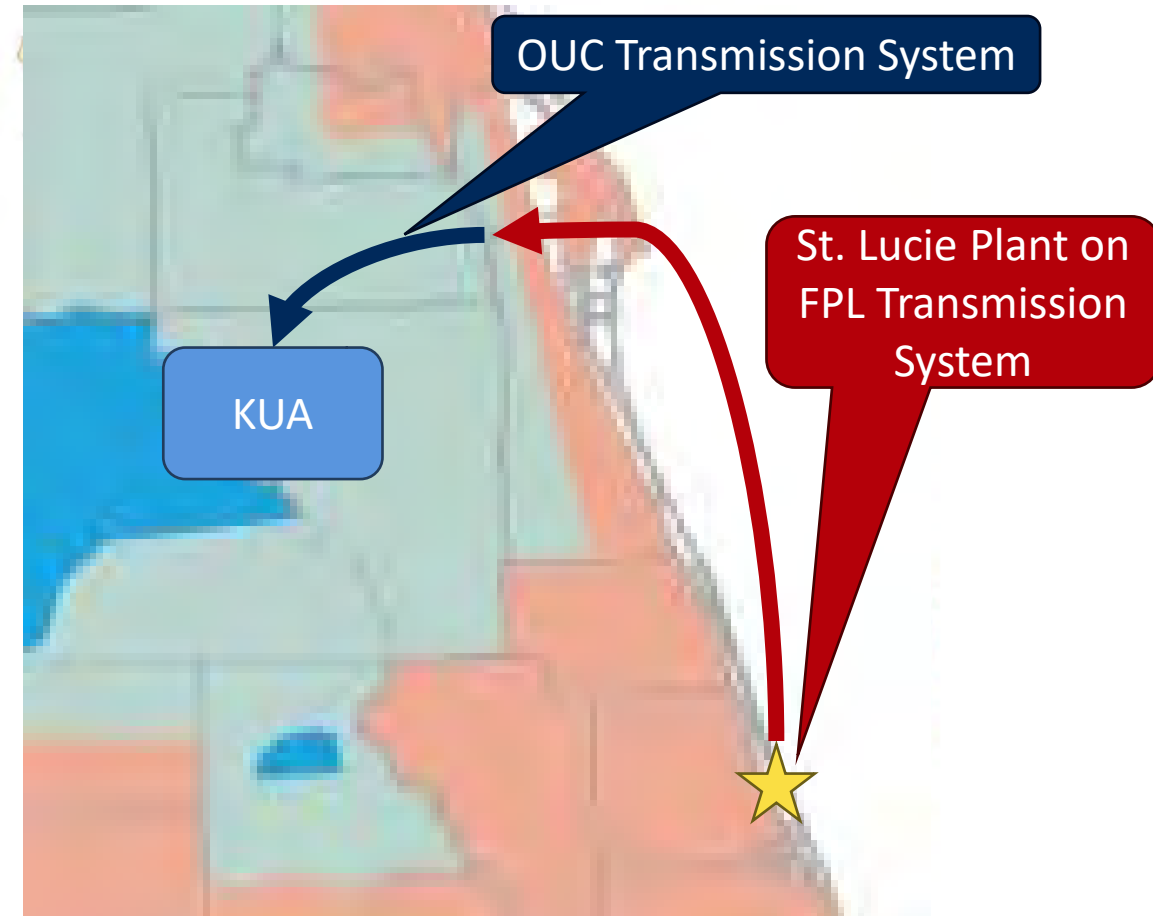 OUC Transmission System
St. Lucie Plant on
FPL Transmission
System
KUA